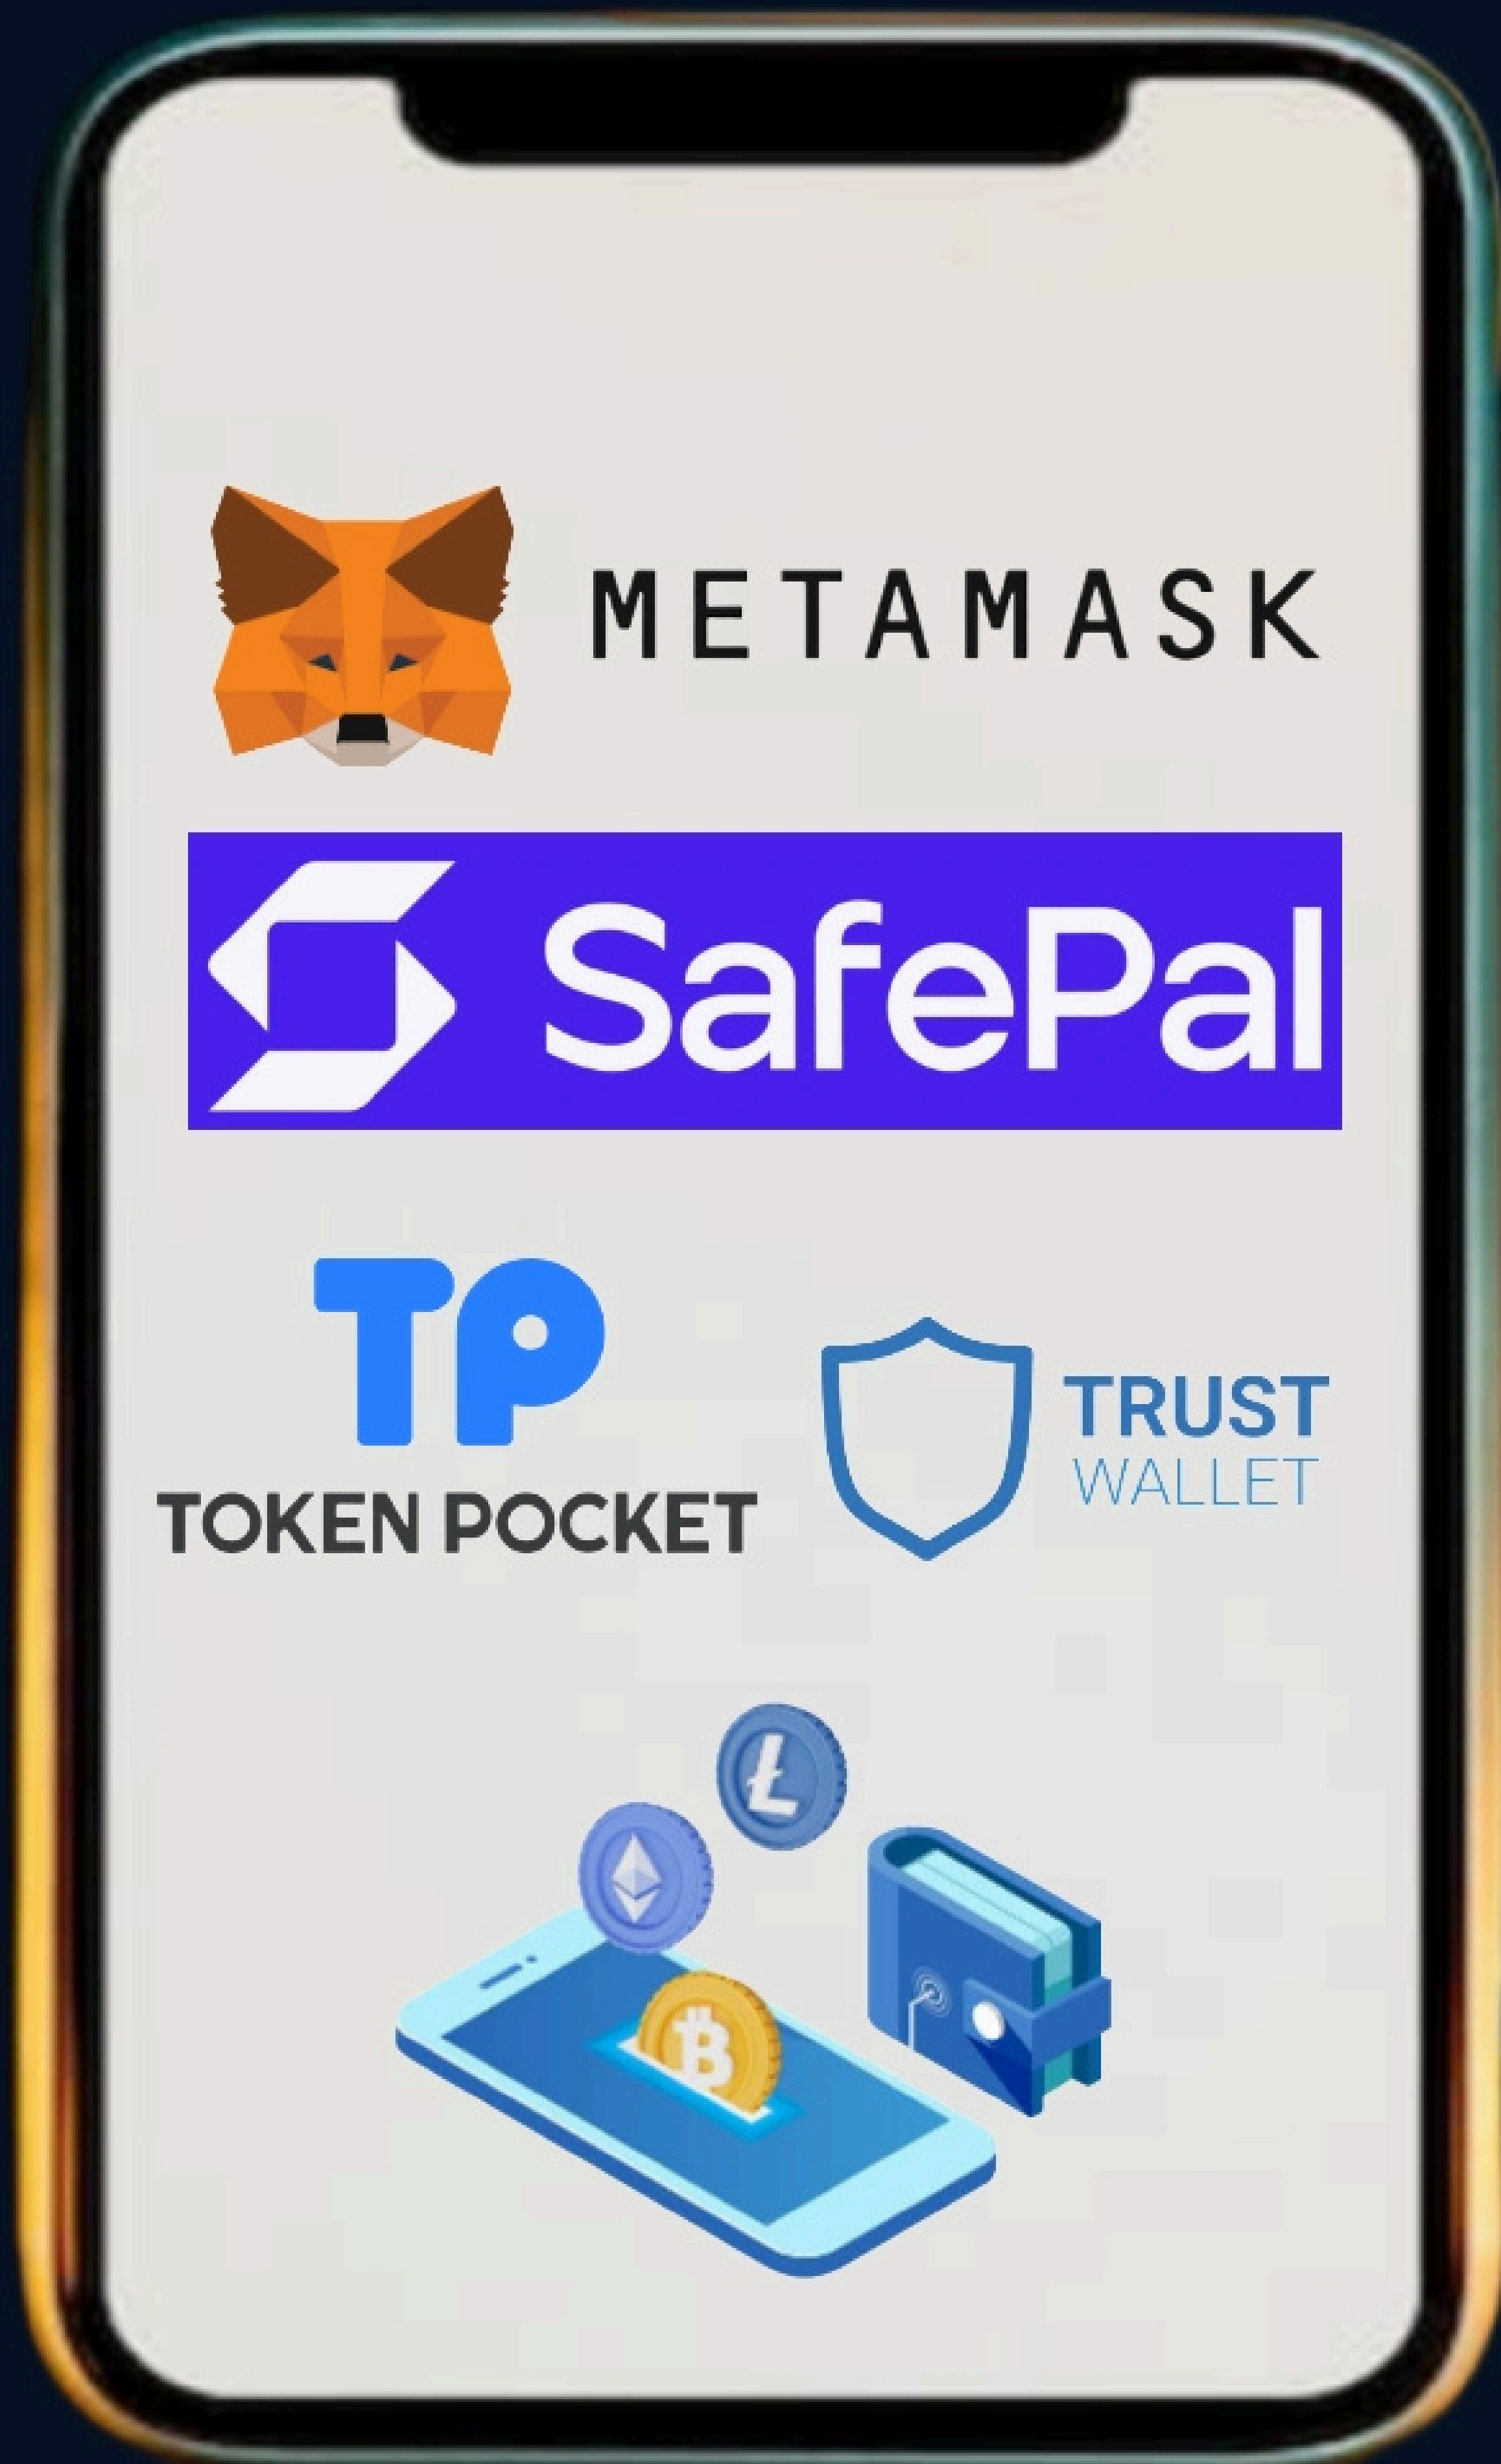 METAMASK
SafePal
TP
TOKEN POCKET
TRUST
WALLET